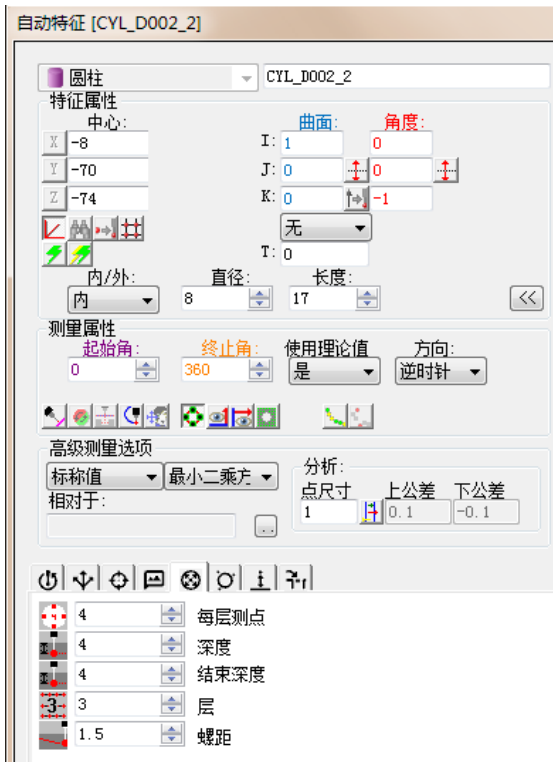 自动特征 [CYL_D002_2]
圆柱 CYL_D002_2
特征属性
中心: 曲面: 角度:
X -8 I: 1 0
Y -70 J: 0 0
Z -74 K: 0 -1
无
T: 0
内/外: 直径: 长度:
内 8 17 <<
测量属性
起始角: 终止角: 使用理论值 方向:
0 360 是 逆时针
高级测量选项
标称值 最小二乘方 分析:
相对于: 点尺寸 上公差 下公差
.. 1 0.1 -0.1
4 每层测点
4 深度
4 结束深度
3 3 层
1.5 螺距